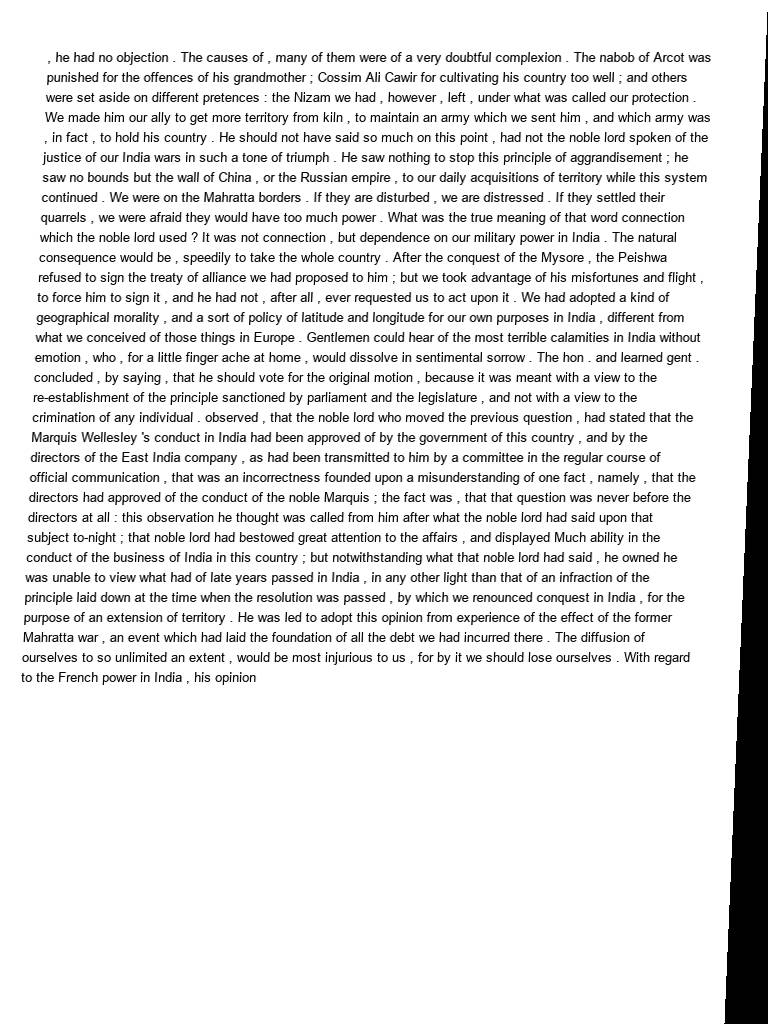 , he had no objection . The causes of , many of them were of a very doubtful complexion . The nabob of Arcot was
punished for the offences of his grandmother ; Cossim Ali Cawir for cultivating his country too well ; and others
were set aside on different pretences : the Nizam we had , however , left , under what was called our protection .
We made him our ally to get more territory from kiln , to maintain an army which we sent him , and which army was
, in fact , to hold his country . He should not have said so much on this point , had not the noble lord spoken of the
justice of our India wars in such a tone of triumph . He saw nothing to stop this principle of aggrandisement ; he
saw no bounds but the wall of China , or the Russian empire , to our daily acquisitions of territory while this system
continued . We were on the Mahratta borders . If they are disturbed , we are distressed . If they settled their
quarrels , we were afraid they would have too much power . What was the true meaning of that word connection
which the noble lord used ? It was not connection , but dependence on our military power in India . The natural
consequence would be , speedily to take the whole country . After the conquest of the Mysore , the Peishwa
refused to sign the treaty of alliance we had proposed to him ; but we took advantage of his misfortunes and flight ,
to force him to sign it , and he had not , after all , ever requested us to act upon it . We had adopted a kind of
geographical morality , and a sort of policy of latitude and longitude for our own purposes in India , different from
what we conceived of those things in Europe . Gentlemen could hear of the most terrible calamities in India without
emotion , who , for a little finger ache at home , would dissolve in sentimental sorrow . The hon . and learned gent .
concluded , by saying , that he should vote for the original motion , because it was meant with a view to the
re-establishment of the principle sanctioned by parliament and the legislature , and not with a view to the
crimination of any individual . observed , that the noble lord who moved the previous question , had stated that the
Marquis Wellesley 's conduct in India had been approved of by the government of this country , and by the
directors of the East India company , as had been transmitted to him by a committee in the regular course of
official communication , that was an incorrectness founded upon a misunderstanding of one fact , namely , that the
directors had approved of the conduct of the noble Marquis ; the fact was , that that question was never before the
directors at all : this observation he thought was called from him after what the noble lord had said upon that
subject to-night ; that noble lord had bestowed great attention to the affairs , and displayed Much ability in the
conduct of the business of India in this country ; but notwithstanding what that noble lord had said , he owned he
was unable to view what had of late years passed in India , in any other light than that of an infraction of the
principle laid down at the time when the resolution was passed , by which we renounced conquest in India , for the
purpose of an extension of territory . He was led to adopt this opinion from experience of the effect of the former
Mahratta war , an event which had laid the foundation of all the debt we had incurred there . The diffusion of
ourselves to so unlimited an extent , would be most injurious to us , for by it we should lose ourselves . With regard
to the French power in India , his opinion